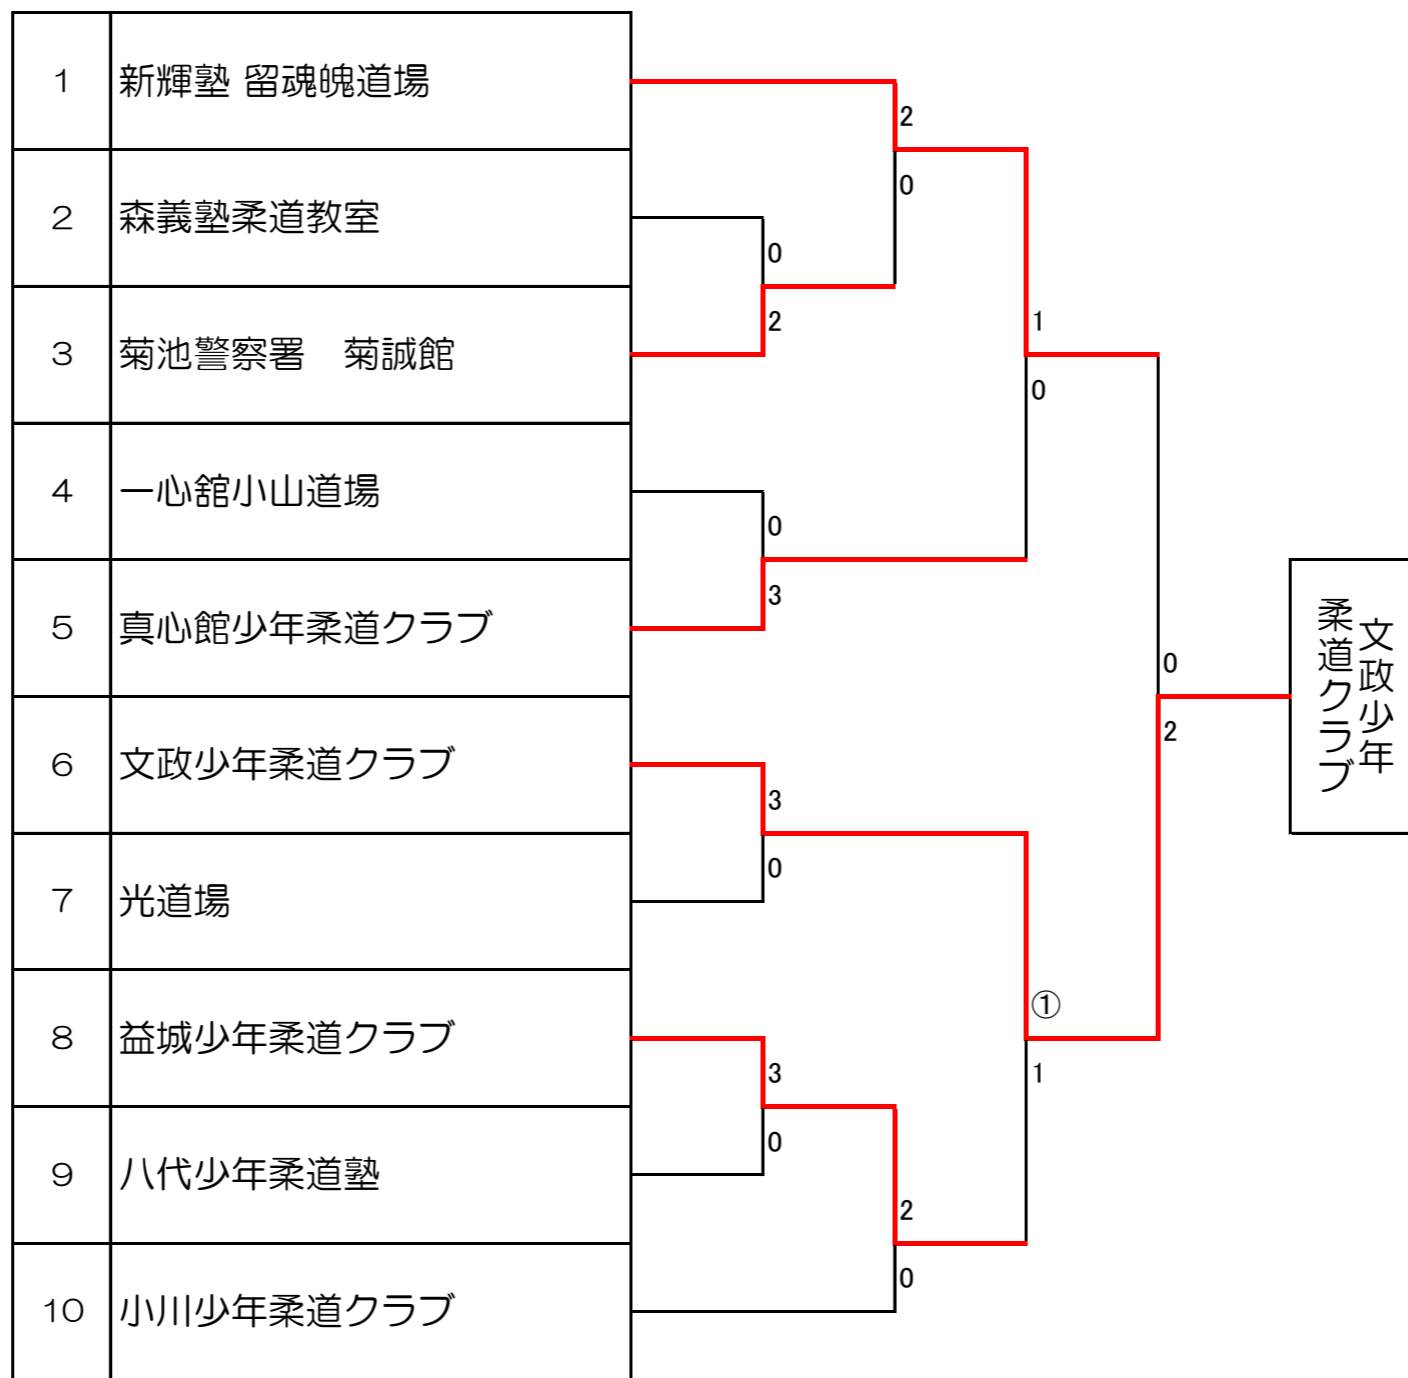 1 新輝塾 留魂魄道場
2 森義塾柔道教室
3 菊池警察署　菊誠館
4 一心舘小山道場
5 真心館少年柔道クラブ
6 文政少年柔道クラブ
7 光道場
8 益城少年柔道クラブ
9 八代少年柔道塾
10 小川少年柔道クラブ
0
2
0
3
3
0
3
0
2
0
2
0
1
0
①
1
0
2
文政少年
柔道クラブ